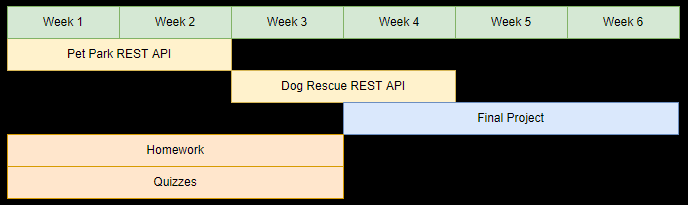 Week 1 Week 2 Week 3 Week 4 Week 5 Week 6
Pet Park REST API
Dog Rescue REST API
Final Project
Homework
Quizzes